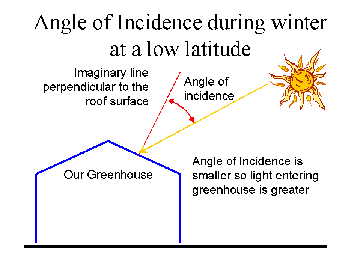 Angle of Incidence during winter
at a low latitude
Imaginary line
perpendicular to the
roof surface
Angle of
incidence
Our Greenhouse
Angle of Incidence is
smaller so light entering
greenhouse is greater